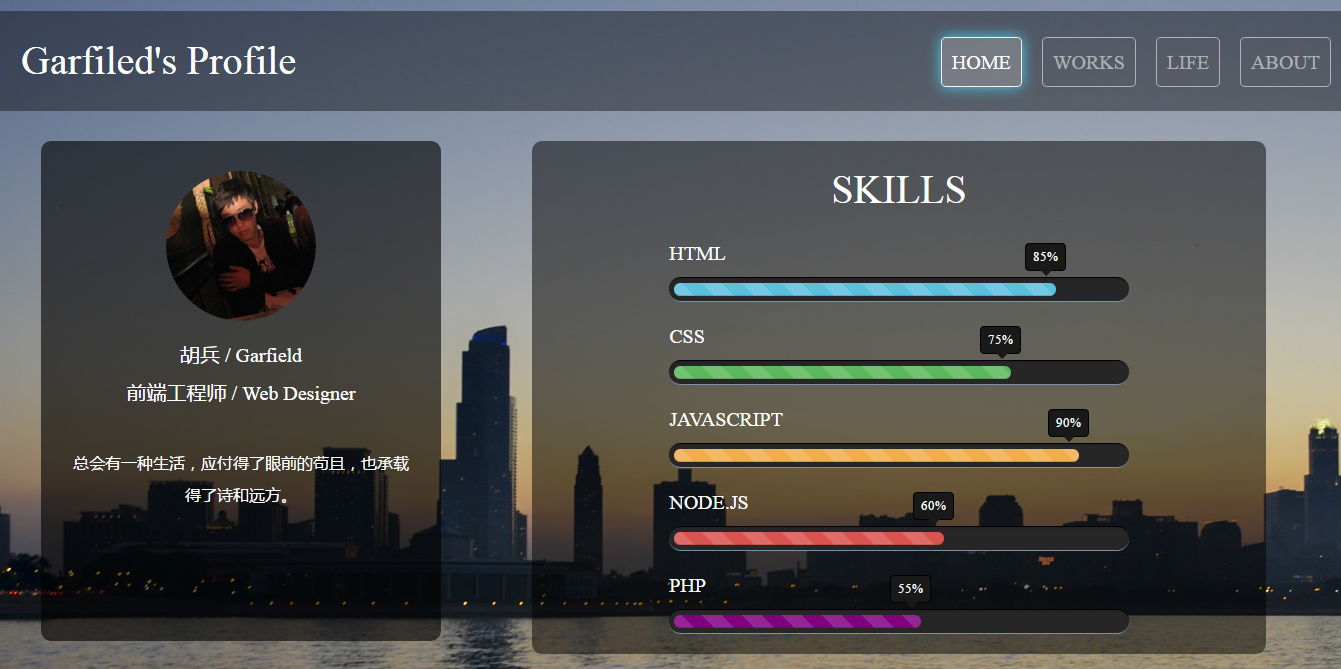 Garfiled's Profile
HOME
WORKS
LIFE
ABOUT
胡兵 / Garfield
前端工程师 / Web Designer
总会有一种生活，应付得了眼前的苟且，也承载
得了诗和远方。
SKILLS
HTML
85%
CSS
75%
JAVASCRIPT
90%
NODE.JS
60%
PHP
55%